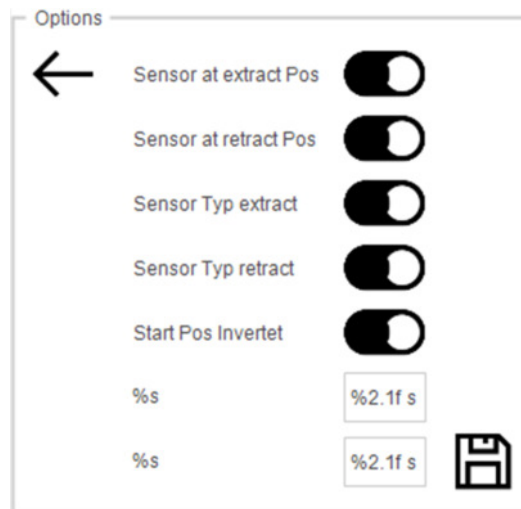 Options
Sensor at extract Pos
Sensor at retract Pos
Sensor Typ extract
Sensor Typ retract
Start Pos Invertet
%s %2.1f s
%s %2.1f s